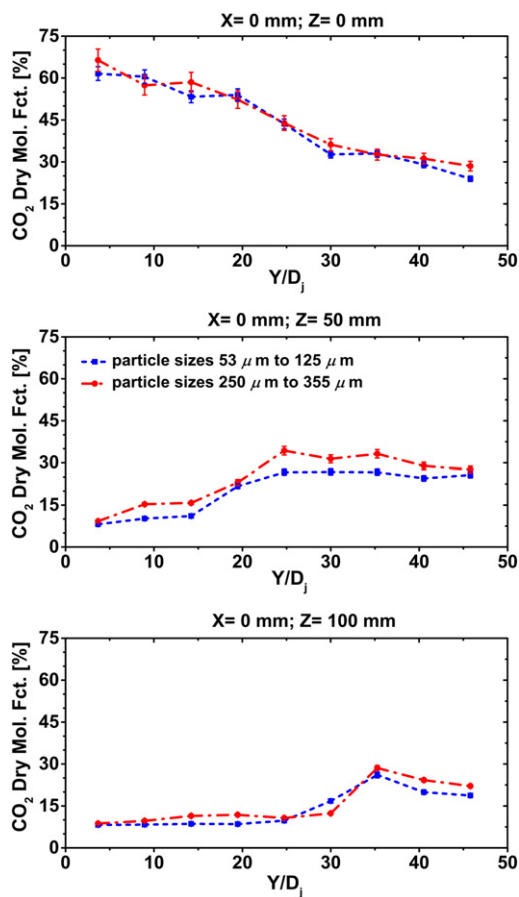 X= 0 mm; Z= 0 mm
CO₂ Dry Mol. Fct. [%]
75
60
45
30
15
0
0 10 20 30 40 50
Y/Dⱼ
X= 0 mm; Z= 50 mm
CO₂ Dry Mol. Fct. [%]
75
60
45
30
15
0
particle sizes 53 μm to 125 μm
particle sizes 250 μm to 355 μm
0 10 20 30 40 50
Y/Dⱼ
X= 0 mm; Z= 100 mm
CO₂ Dry Mol. Fct. [%]
75
60
45
30
15
0
0 10 20 30 40 50
Y/Dⱼ